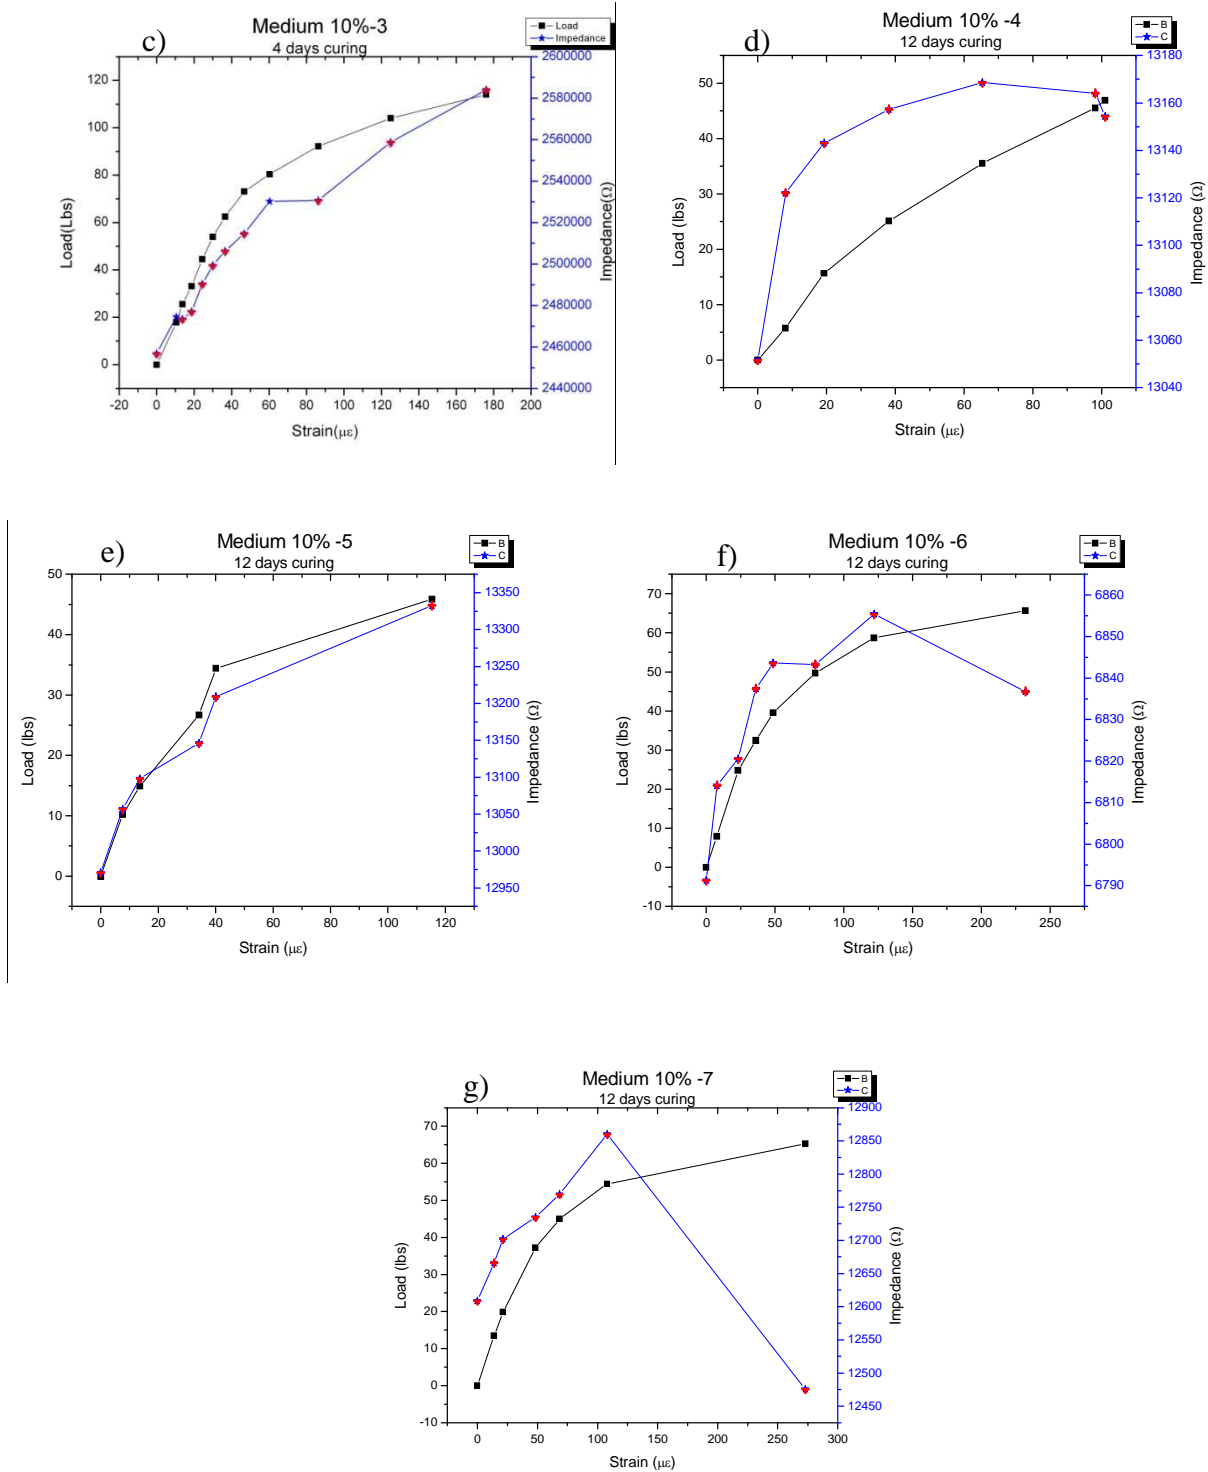 c)
Medium 10%-3
4 days curing
Load
Impedance
120
100
80
60
40
20
0
Load(Lbs)
-20 0 20 40 60 80 100 120 140 160 180 200
Strain(με)
2600000
2580000
2560000
2540000
2520000
2500000
2480000
2460000
2440000
Impedance(Ω)
d)
Medium 10% -4
12 days curing
B
C
50
40
30
20
10
0
Load (lbs)
0 20 40 60 80 100
Strain (με)
13180
13160
13140
13120
13100
13080
13060
13040
Impedance (Ω)
e)
Medium 10% -5
12 days curing
B
C
50
40
30
20
10
0
Load (lbs)
0 20 40 60 80 100 120
Strain (με)
13350
13300
13250
13200
13150
13100
13050
13000
12950
Impedance (Ω)
f)
Medium 10% -6
12 days curing
B
C
70
60
50
40
30
20
10
0
-10
Load (lbs)
0 50 100 150 200 250
Strain (με)
6860
6850
6840
6830
6820
6810
6800
6790
Impedance (Ω)
g)
Medium 10% -7
12 days curing
B
C
70
60
50
40
30
20
10
0
-10
Load (lbs)
0 50 100 150 200 250 300
Strain (με)
12900
12850
12800
12750
12700
12650
12600
12550
12500
12450
Impedance (Ω)